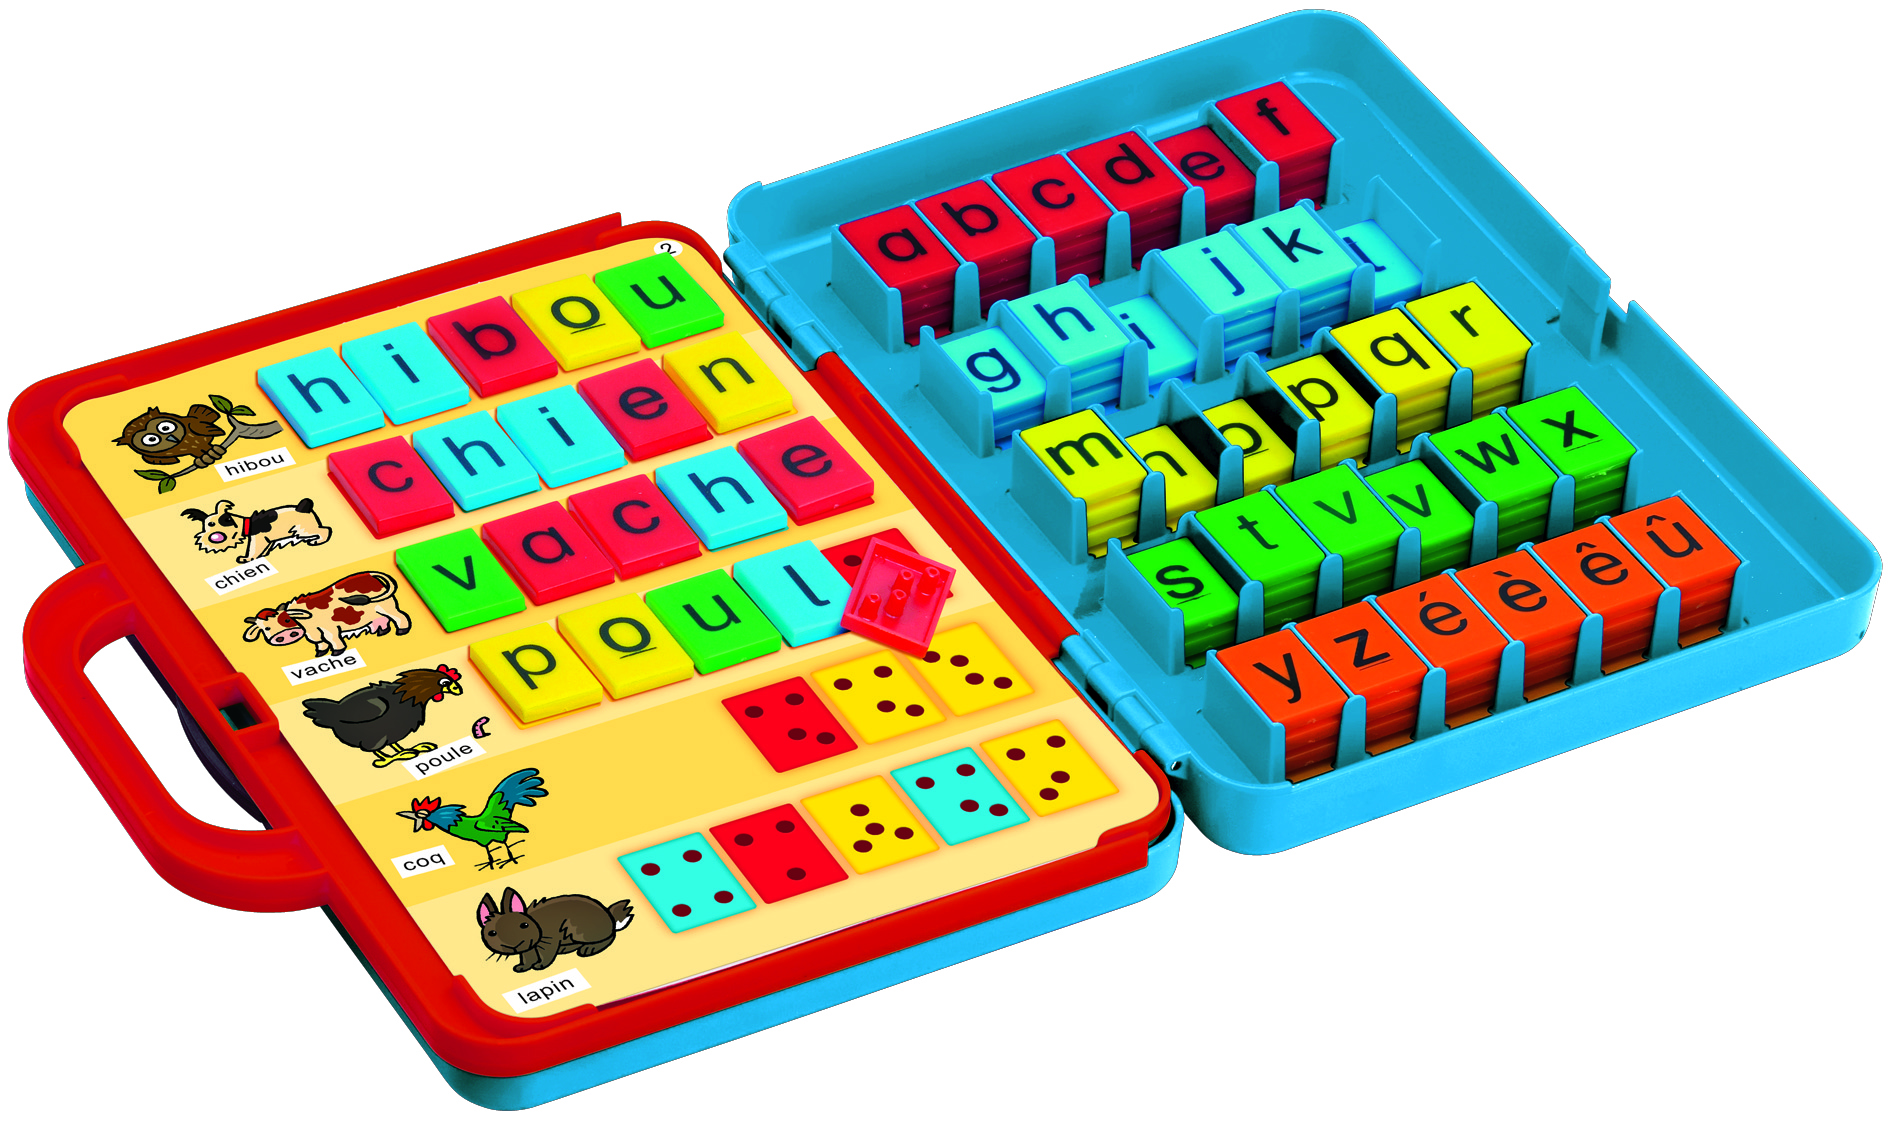 2
hibou
hibou
chien
chien
vache
vache
poul
poule
coq
lapin
a b c d e f
g h i j k l
m n o p q r
s t v v w x
y z é è ê û